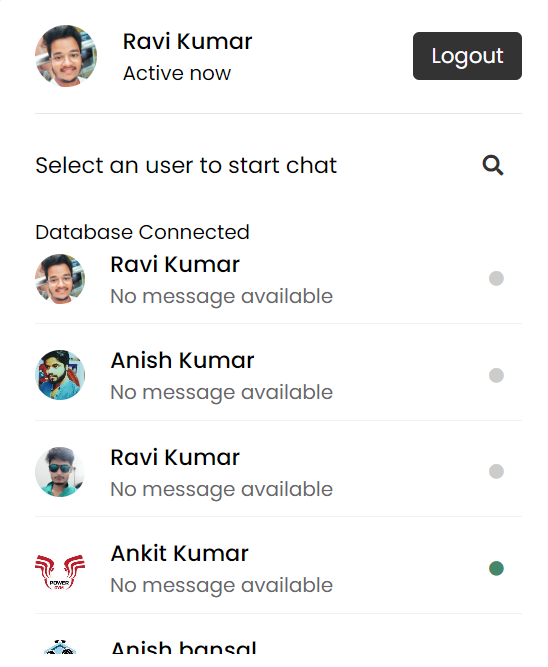 Ravi Kumar
Active now
Logout
Select an user to start chat
Database Connected
Ravi Kumar
No message available
Anish Kumar
No message available
Ravi Kumar
No message available
Ankit Kumar
No message available
POWER
Anish bansal